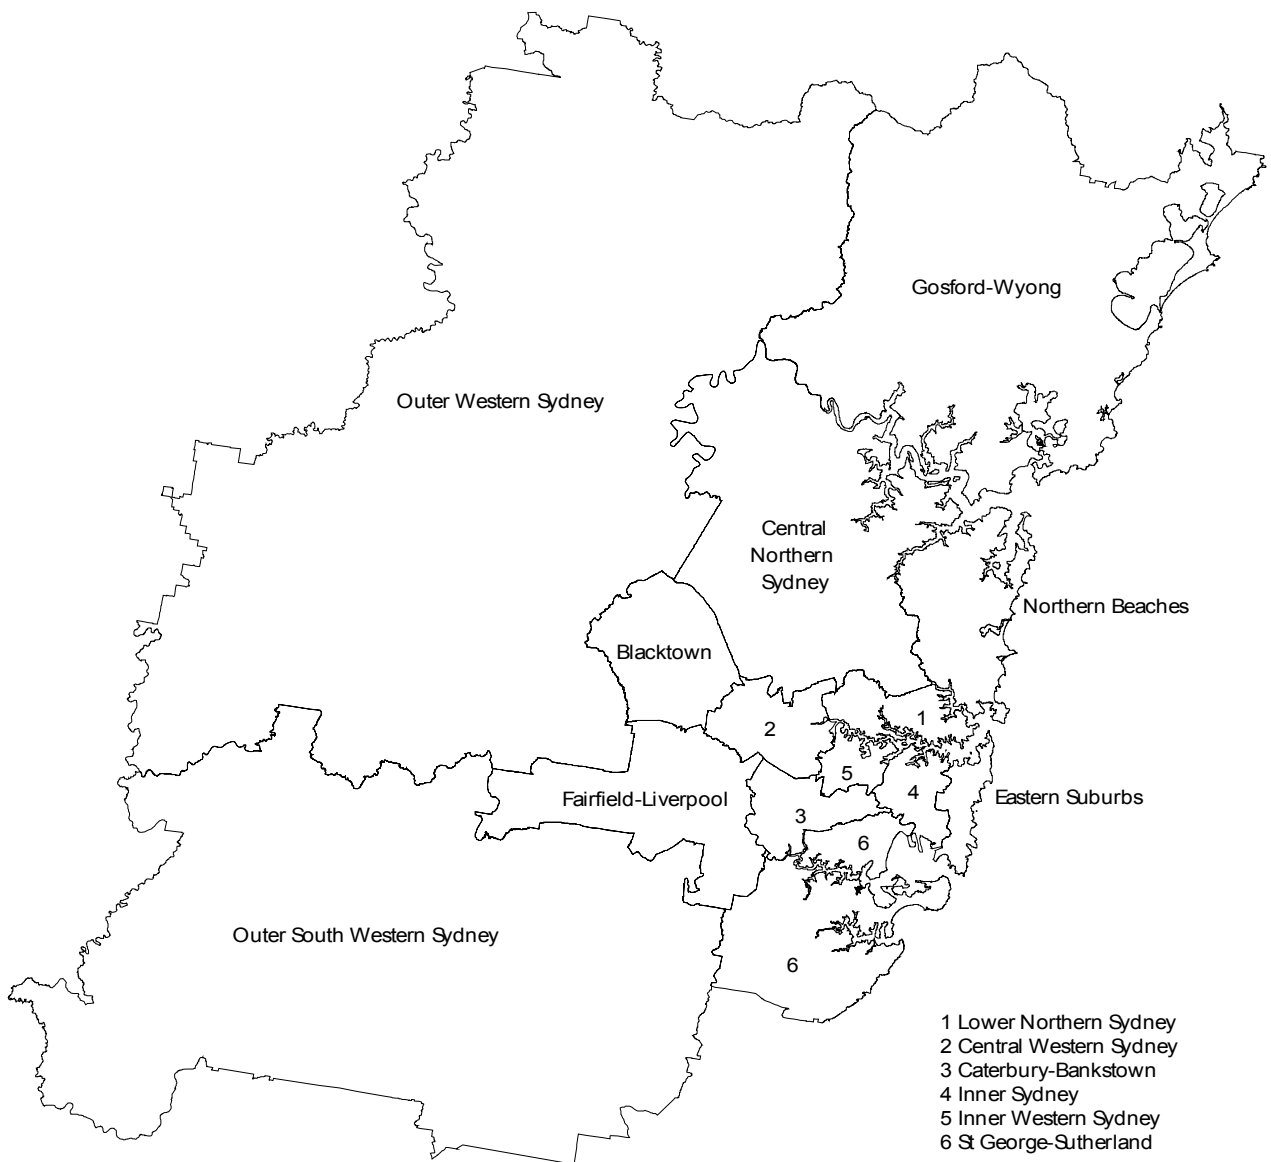 Gosford-Wyong
Outer Western Sydney
Central
Northern
Sydney
Northern Beaches
Blacktown
1
2
5
4
Eastern Suburbs
Fairfield-Liverpool
3
6
Outer South Western Sydney
6
1 Lower Northern Sydney
2 Central Western Sydney
3 Caterbury-Bankstown
4 Inner Sydney
5 Inner Western Sydney
6 St George-Sutherland